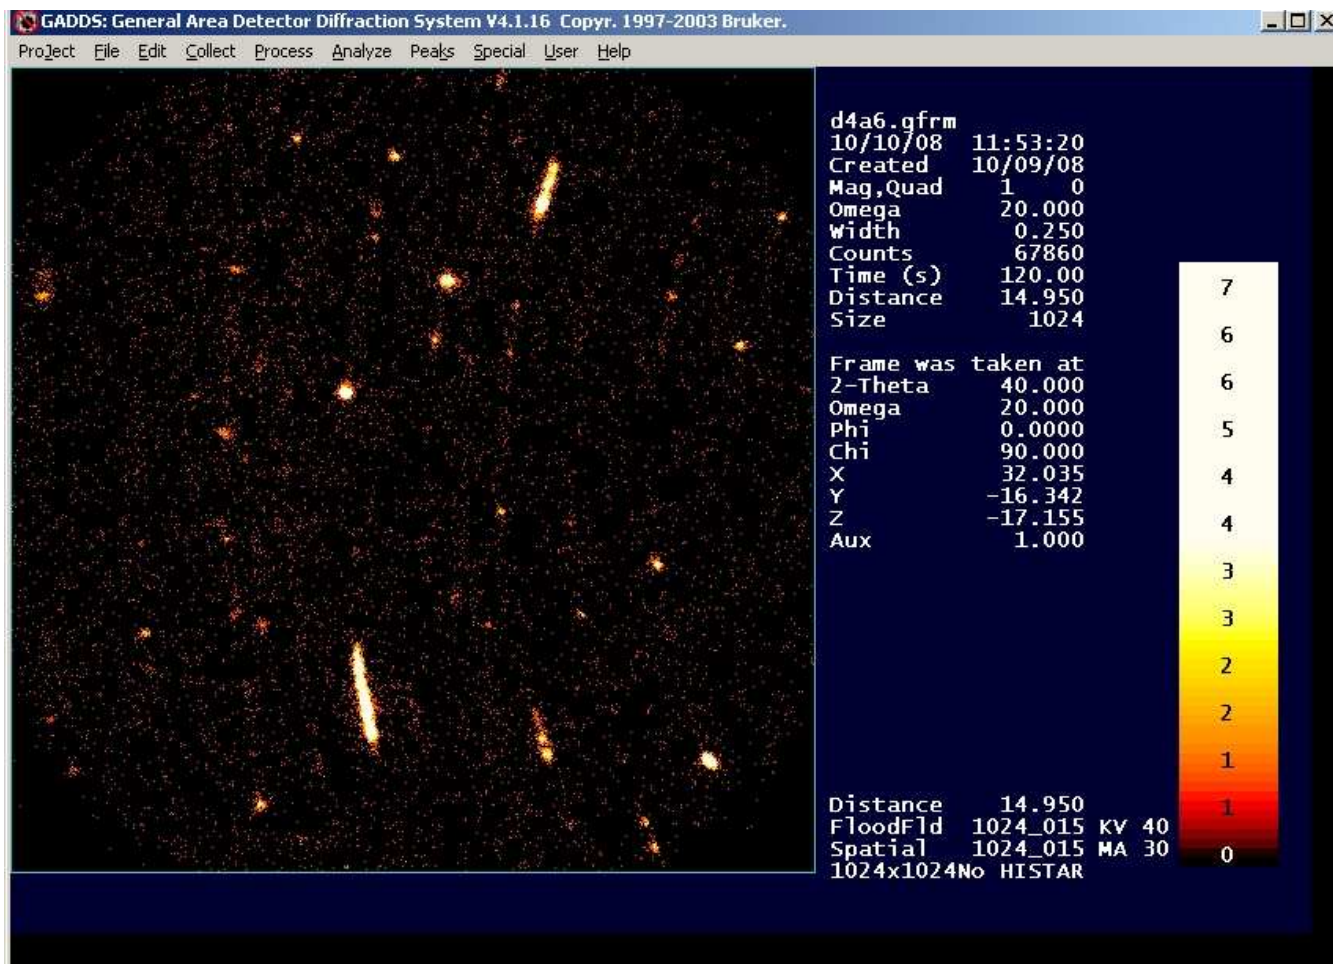 GADDS: General Area Detector Diffraction System V4.1.16 Copyr. 1997-2003 Bruker.
ProJect File Edit Collect Process Analyze Peaks Special User Help
d4a6.gfrm
10/10/08 11:53:20
Created 10/09/08
Mag,Quad 1 0
Omega 20.000
Width 0.250
Counts 67860
Time (s) 120.00
Distance 14.950
Size 1024
Frame was taken at
2-Theta 40.000
Omega 20.000
Phi 0.0000
Chi 90.000
X 32.035
Y -16.342
Z -17.155
Aux 1.000
Distance 14.950
FloodFld 1024_015 KV 40
Spatial 1024_015 MA 30
1024x1024No HISTAR
7
6
6
5
4
4
3
3
2
2
1
1
0